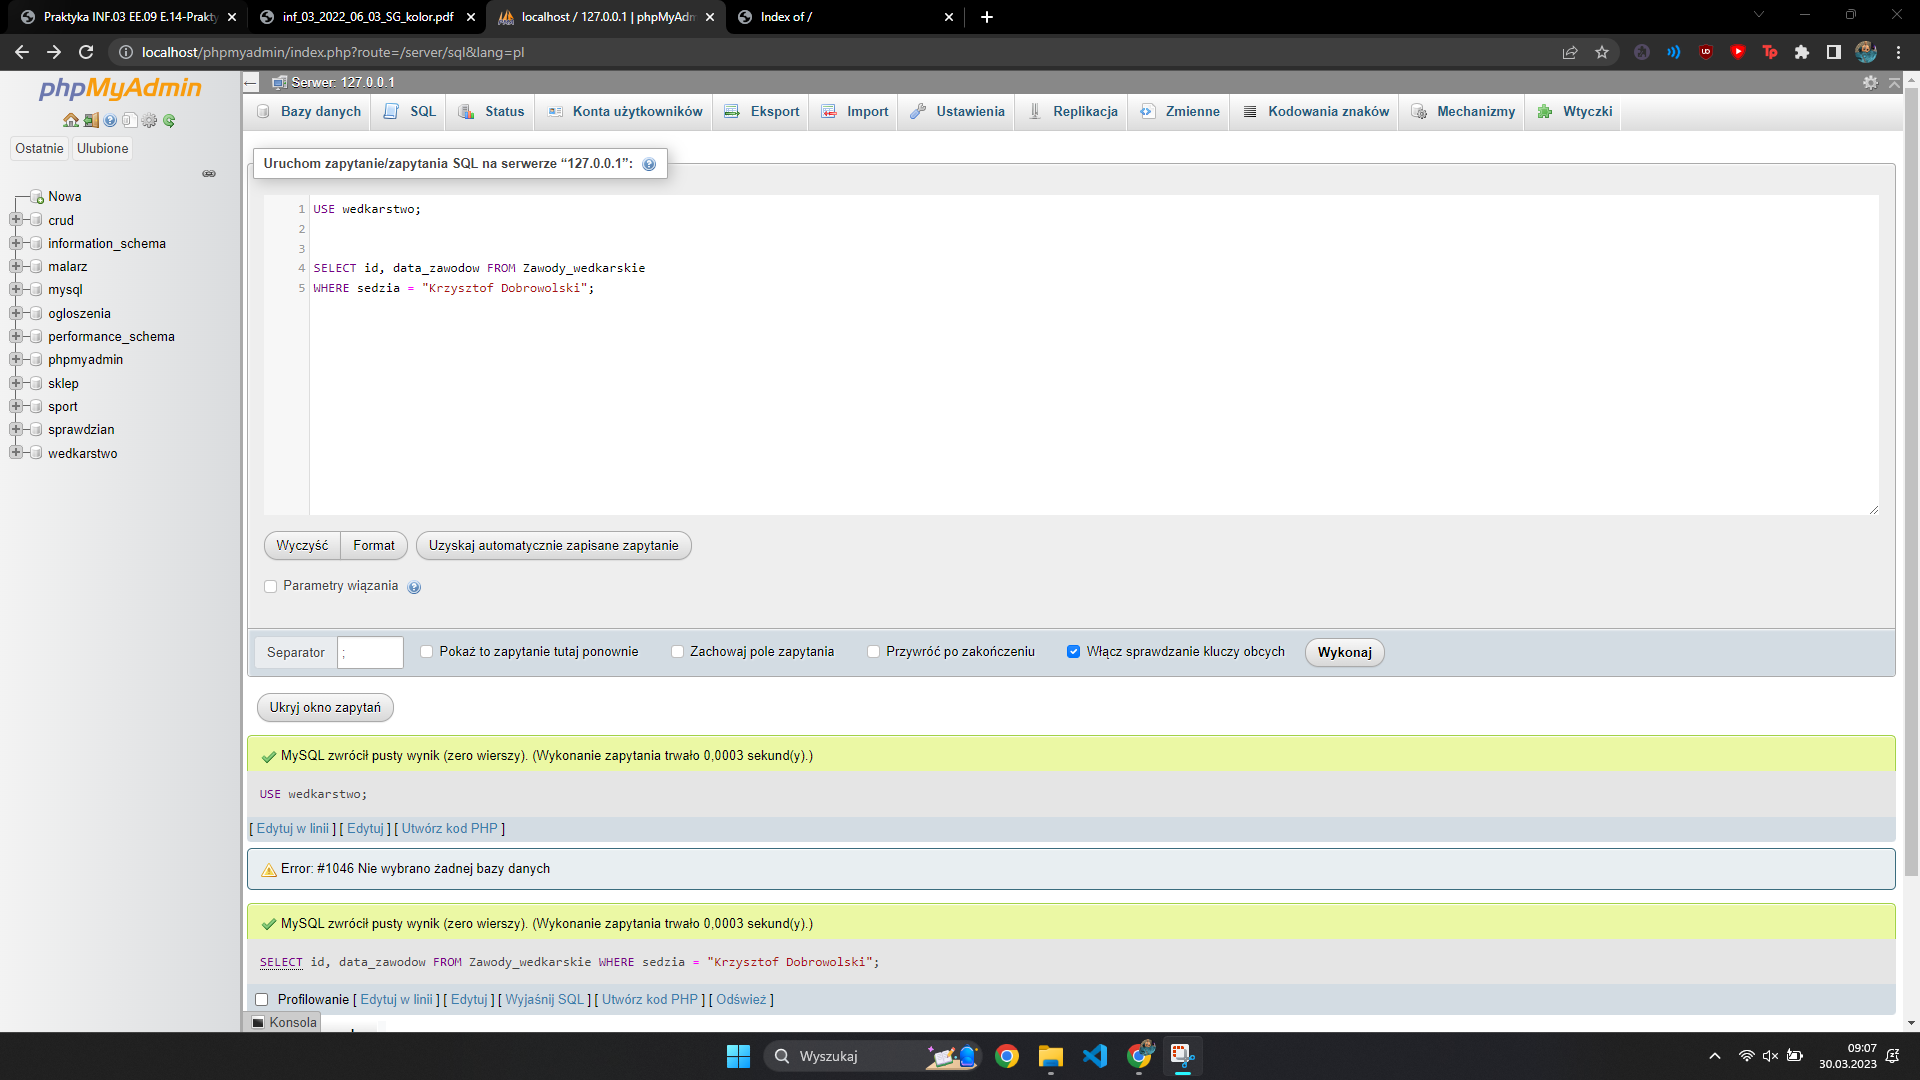 Praktyka INF.03 EE.09 E.14-Prakty
inf_03_2022_06_03_SG_kolor.pdf
localhost / 127.0.0.1 | phpMyAdm
Index of /
localhost/phpmyadmin/index.php?route=/server/sql&lang=pl
phpMyAdmin
Ostatnie
Ulubione
Nowa
crud
information_schema
malarz
mysql
ogloszenia
performance_schema
phpmyadmin
sklep
sport
sprawdzian
wedkarstwo
Serwer: 127.0.0.1
Bazy danych
SQL
Status
Konta użytkowników
Eksport
Import
Ustawienia
Replikacja
Zmienne
Kodowania znaków
Mechanizmy
Wtyczki
Uruchom zapytanie/zapytania SQL na serwerze “127.0.0.1”:
1 USE wedkarstwo;
2
3
4 SELECT id, data_zawodow FROM Zawody_wedkarskie
5 WHERE sedzia = "Krzysztof Dobrowolski";
Wyczyść
Format
Uzyskaj automatycznie zapisane zapytanie
Parametry wiązania
Separator
;
Pokaż to zapytanie tutaj ponownie
Zachowaj pole zapytania
Przywróć po zakończeniu
Włącz sprawdzanie kluczy obcych
Wykonaj
Ukryj okno zapytań
MySQL zwrócił pusty wynik (zero wierszy). (Wykonanie zapytania trwało 0,0003 sekund(y).)
USE wedkarstwo;
[ Edytuj w linii ] [ Edytuj ] [ Utwórz kod PHP ]
Error: #1046 Nie wybrano żadnej bazy danych
MySQL zwrócił pusty wynik (zero wierszy). (Wykonanie zapytania trwało 0,0003 sekund(y).)
SELECT id, data_zawodow FROM Zawody_wedkarskie WHERE sedzia = "Krzysztof Dobrowolski";
Profilowanie [ Edytuj w linii ] [ Edytuj ] [ Wyjaśnij SQL ] [ Utwórz kod PHP ] [ Odśwież ]
Konsola
Wyszukaj
09:07
30.03.2023